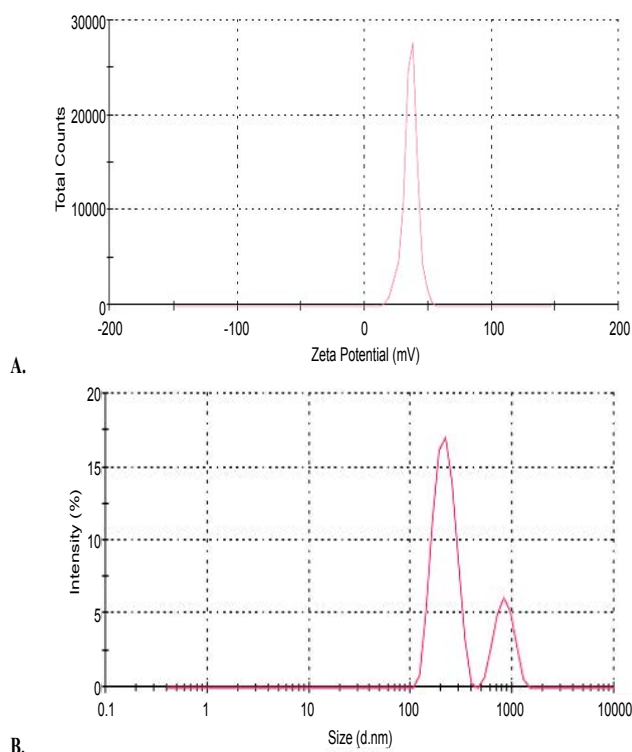 30000
20000
10000
0
Total Counts
-200 -100 0 100 200
Zeta Potential (mV)
A.
20
15
10
5
0
Intensity (%)
0.1 1 10 100 1000 10000
Size (d.nm)
B.